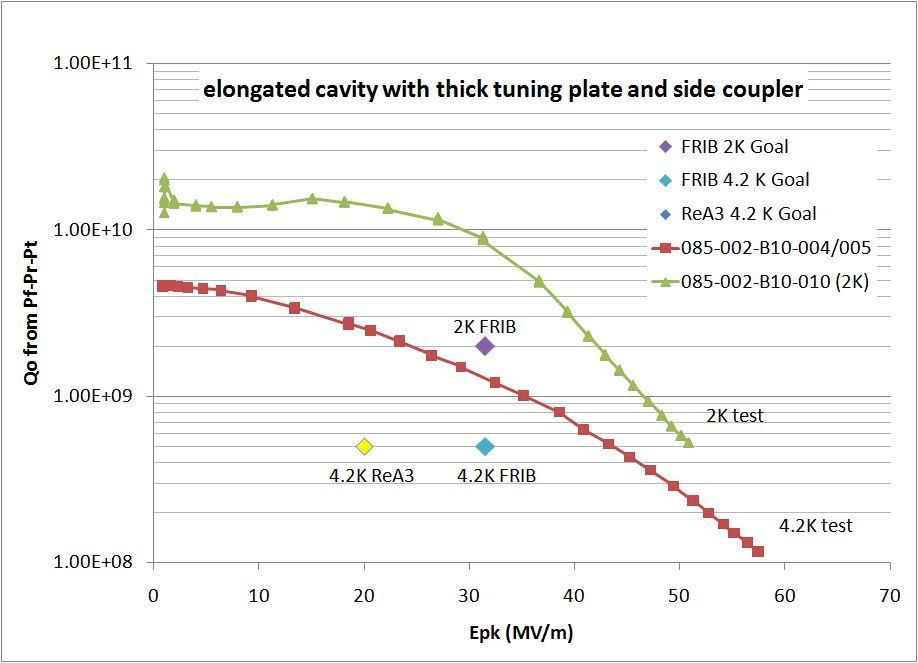 elongated cavity with thick tuning plate and side coupler
1.00E+11
1.00E+10
1.00E+09
1.00E+08
Qo from Pf-Pr-Pt
FRIB 2K Goal
FRIB 4.2 K Goal
ReA3 4.2 K Goal
085-002-B10-004/005
085-002-B10-010 (2K)
2K FRIB
2K test
4.2K ReA3
4.2K FRIB
4.2K test
0 10 20 30 40 50 60 70
Epk (MV/m)